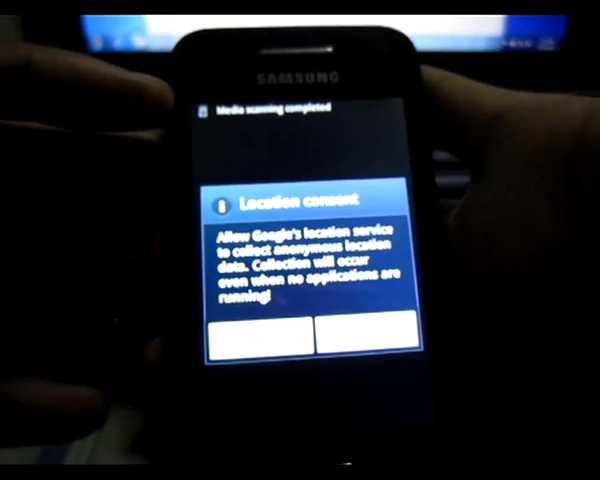 SAMSUNG
Media scanning completed
Location consent
Allow Google's location service
to collect anonymous location
data. Collection will occur
even when no applications are
running!